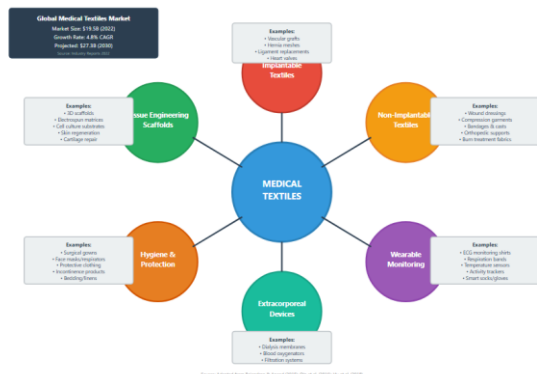 Global Medical Textiles Market
Market Size: $19.5B (2022)
Growth Rate: 4.8% CAGR
Projected: $27.3B (2030)
Source: Industry Reports 2022
Examples:
• Vascular grafts
• Hernia meshes
• Ligament replacements
• Heart valves
Implantable
Textiles
Examples:
• 3D scaffolds
• Electrospun matrices
• Cell culture substrates
• Skin regeneration
• Cartilage repair
Tissue Engineering
Scaffolds
Non-Implantable
Textiles
Examples:
• Wound dressings
• Compression garments
• Bandages & casts
• Orthopedic supports
• Burn treatment fabrics
MEDICAL
TEXTILES
Examples:
• Surgical gowns
• Face masks/respirators
• Protective clothing
• Incontinence products
• Bedding/linens
Hygiene &
Protection
Wearable
Monitoring
Examples:
• ECG monitoring shirts
• Respiration bands
• Temperature sensors
• Activity trackers
• Smart socks/gloves
Extracorporeal
Devices
Examples:
• Dialysis membranes
• Blood oxygenators
• Filtration systems